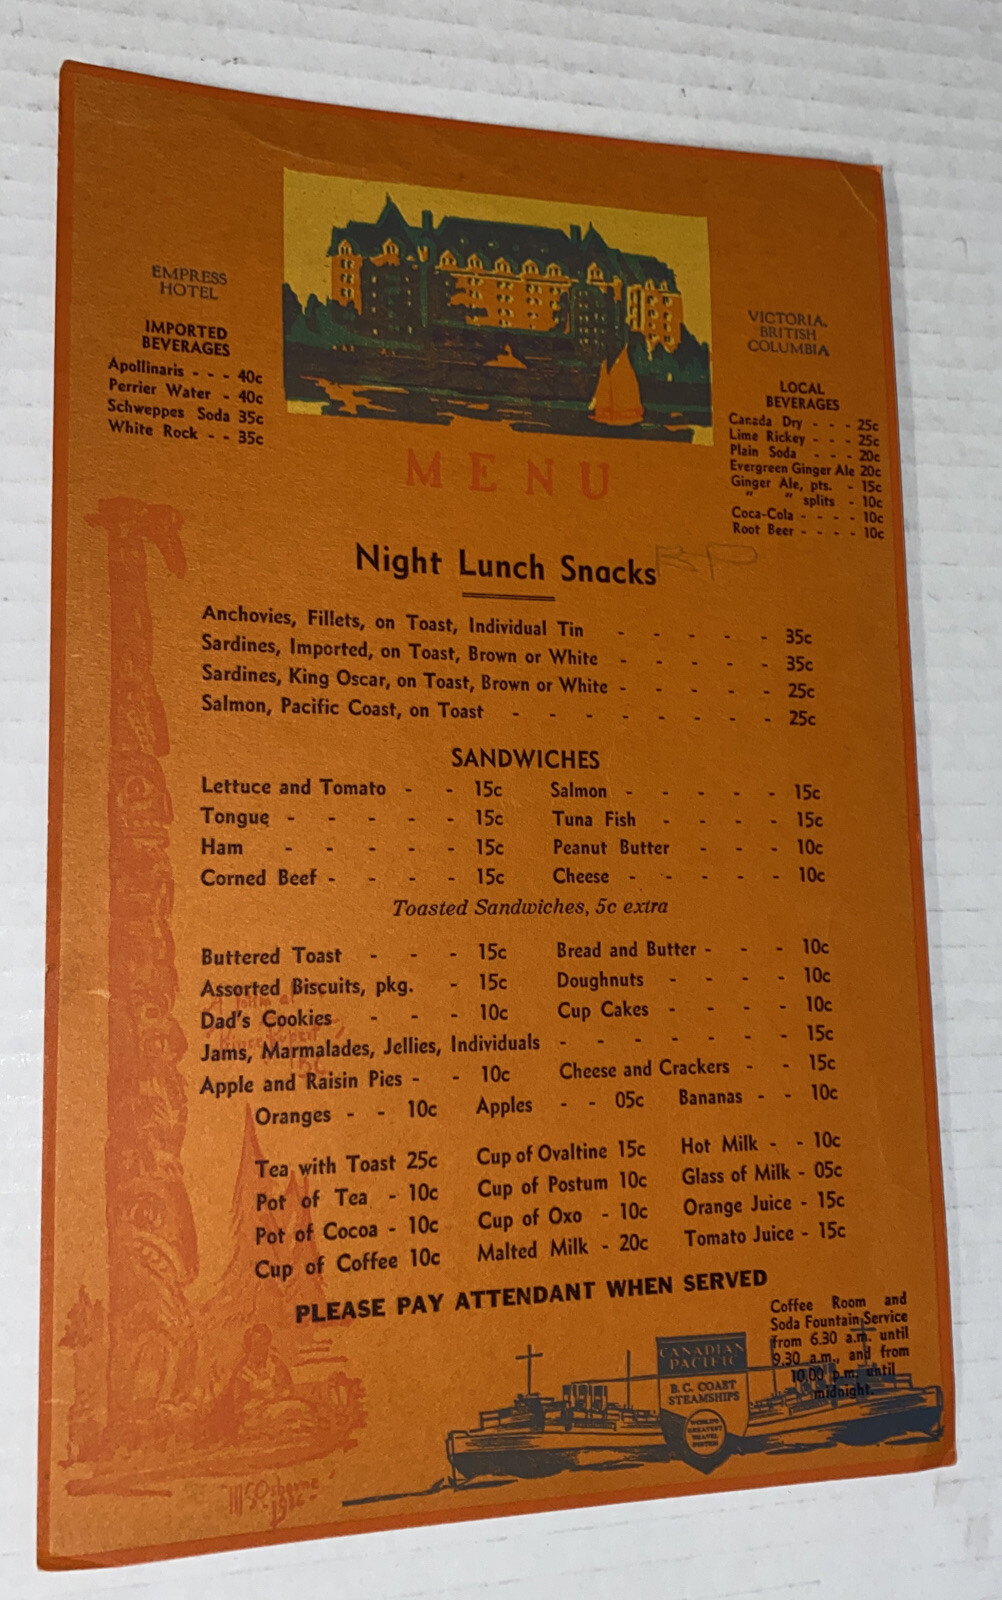 EMPRESS
HOTEL
IMPORTED
BEVERAGES
Apollinaris - - - 40c
Perrier Water - 40c
Schweppes Soda 35c
White Rock - - 35c
VICTORIA,
BRITISH
COLUMBIA
LOCAL
BEVERAGES
Canada Dry - - - 25c
Lime Rickey - - - 25c
Plain Soda - - - 20c
Evergreen Ginger Ale 20c
Ginger Ale, pts. - 15c
" " splits - 10c
Coca-Cola - - - - 10c
Root Beer - - - - 10c
MENU
Night Lunch Snacks
Anchovies, Fillets, on Toast, Individual Tin - - - - - 35c
Sardines, Imported, on Toast, Brown or White - - - - - 35c
Sardines, King Oscar, on Toast, Brown or White - - - - - 25c
Salmon, Pacific Coast, on Toast - - - - - - - - 25c
SANDWICHES
Lettuce and Tomato - - 15c Salmon - - - - - 15c
Tongue - - - - - 15c Tuna Fish - - - - 15c
Ham - - - - - 15c Peanut Butter - - - 10c
Corned Beef - - - - 15c Cheese - - - - - 10c
Toasted Sandwiches, 5c extra
Buttered Toast - - - 15c Bread and Butter - - - 10c
Assorted Biscuits, pkg. - 15c Doughnuts - - - - 10c
Dad's Cookies - - - 10c Cup Cakes - - - - 10c
Jams, Marmalades, Jellies, Individuals - - - - - - - 15c
Apple and Raisin Pies - - 10c Cheese and Crackers - - 15c
Oranges - - 10c Apples - - 05c Bananas - - 10c
Tea with Toast 25c Cup of Ovaltine 15c Hot Milk - - 10c
Pot of Tea - 10c Cup of Postum 10c Glass of Milk - 05c
Pot of Cocoa - 10c Cup of Oxo - 10c Orange Juice - 15c
Cup of Coffee 10c Malted Milk - 20c Tomato Juice - 15c
PLEASE PAY ATTENDANT WHEN SERVED
Coffee Room and
Soda Fountain Service
from 6.30 a.m. until
9.30 a.m., and from
10.00 p.m. until
midnight.
CANADIAN
PACIFIC
B.C. COAST
STEAMSHIPS
WORLD'S
GREATEST
TRAVEL
SYSTEM
Osborne